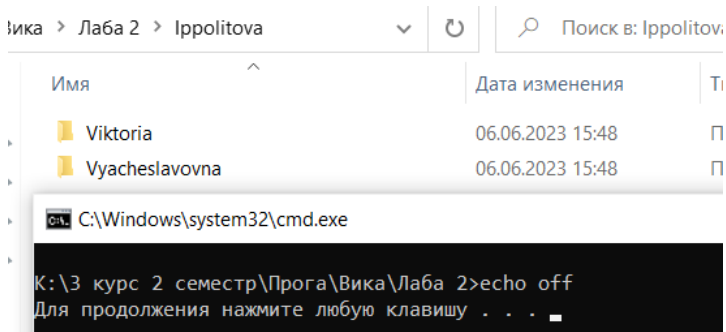 Вика > Лаба 2 > Ippolitova
Поиск в: Ippolitova
Имя
Дата изменения
Viktoria
06.06.2023 15:48
Vyacheslavovna
06.06.2023 15:48
C:\Windows\system32\cmd.exe
K:\3 курс 2 семестр\Прога\Вика\Лаба 2>echo off
Для продолжения нажмите любую клавишу . . .